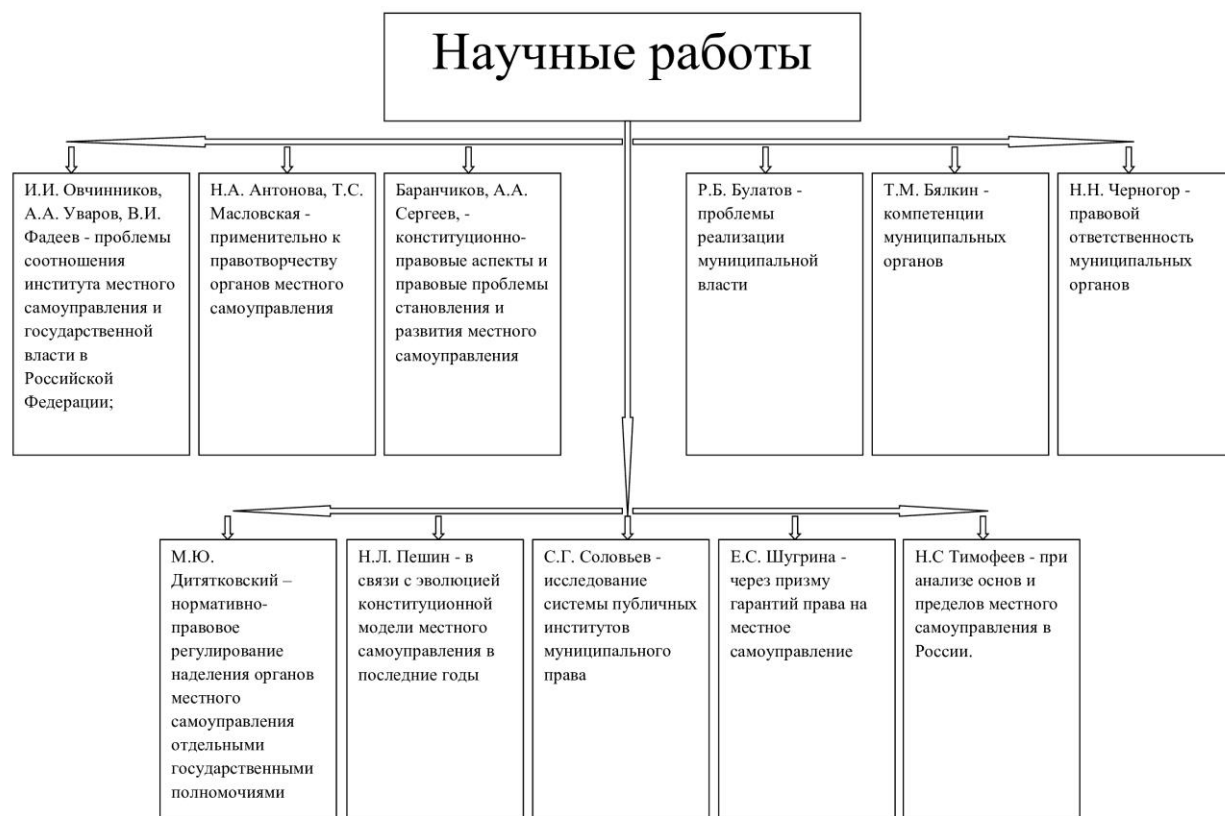 Научные работы
И.И. Овчинников,
А.А. Уваров, В.И.
Фадеев - проблемы
соотношения
института местного
самоуправления и
государственной
власти в
Российской
Федерации;
Н.А. Антонова, Т.С.
Масловская -
применительно к
правотворчеству
органов местного
самоуправления
Баранчиков, А.А.
Сергеев, -
конституционно-
правовые аспекты и
правовые проблемы
становления и
развития местного
самоуправления
Р.Б. Булатов -
проблемы
реализации
муниципальной
власти
Т.М. Бялкин -
компетенции
муниципальных
органов
Н.Н. Черногор -
правовой
ответственность
муниципальных
органов
М.Ю.
Дитятковский –
нормативно-
правовое
регулирование
наделения органов
местного
самоуправления
отдельными
государственными
полномочиями
Н.Л. Пешин - в
связи с эволюцией
конституционной
модели местного
самоуправления в
последние годы
С.Г. Соловьев -
исследование
системы публичных
институтов
муниципального
права
Е.С. Шугрина -
через призму
гарантий права на
местное
самоуправление
Н.С Тимофеев - при
анализе основ и
пределов местного
самоуправления в
России.